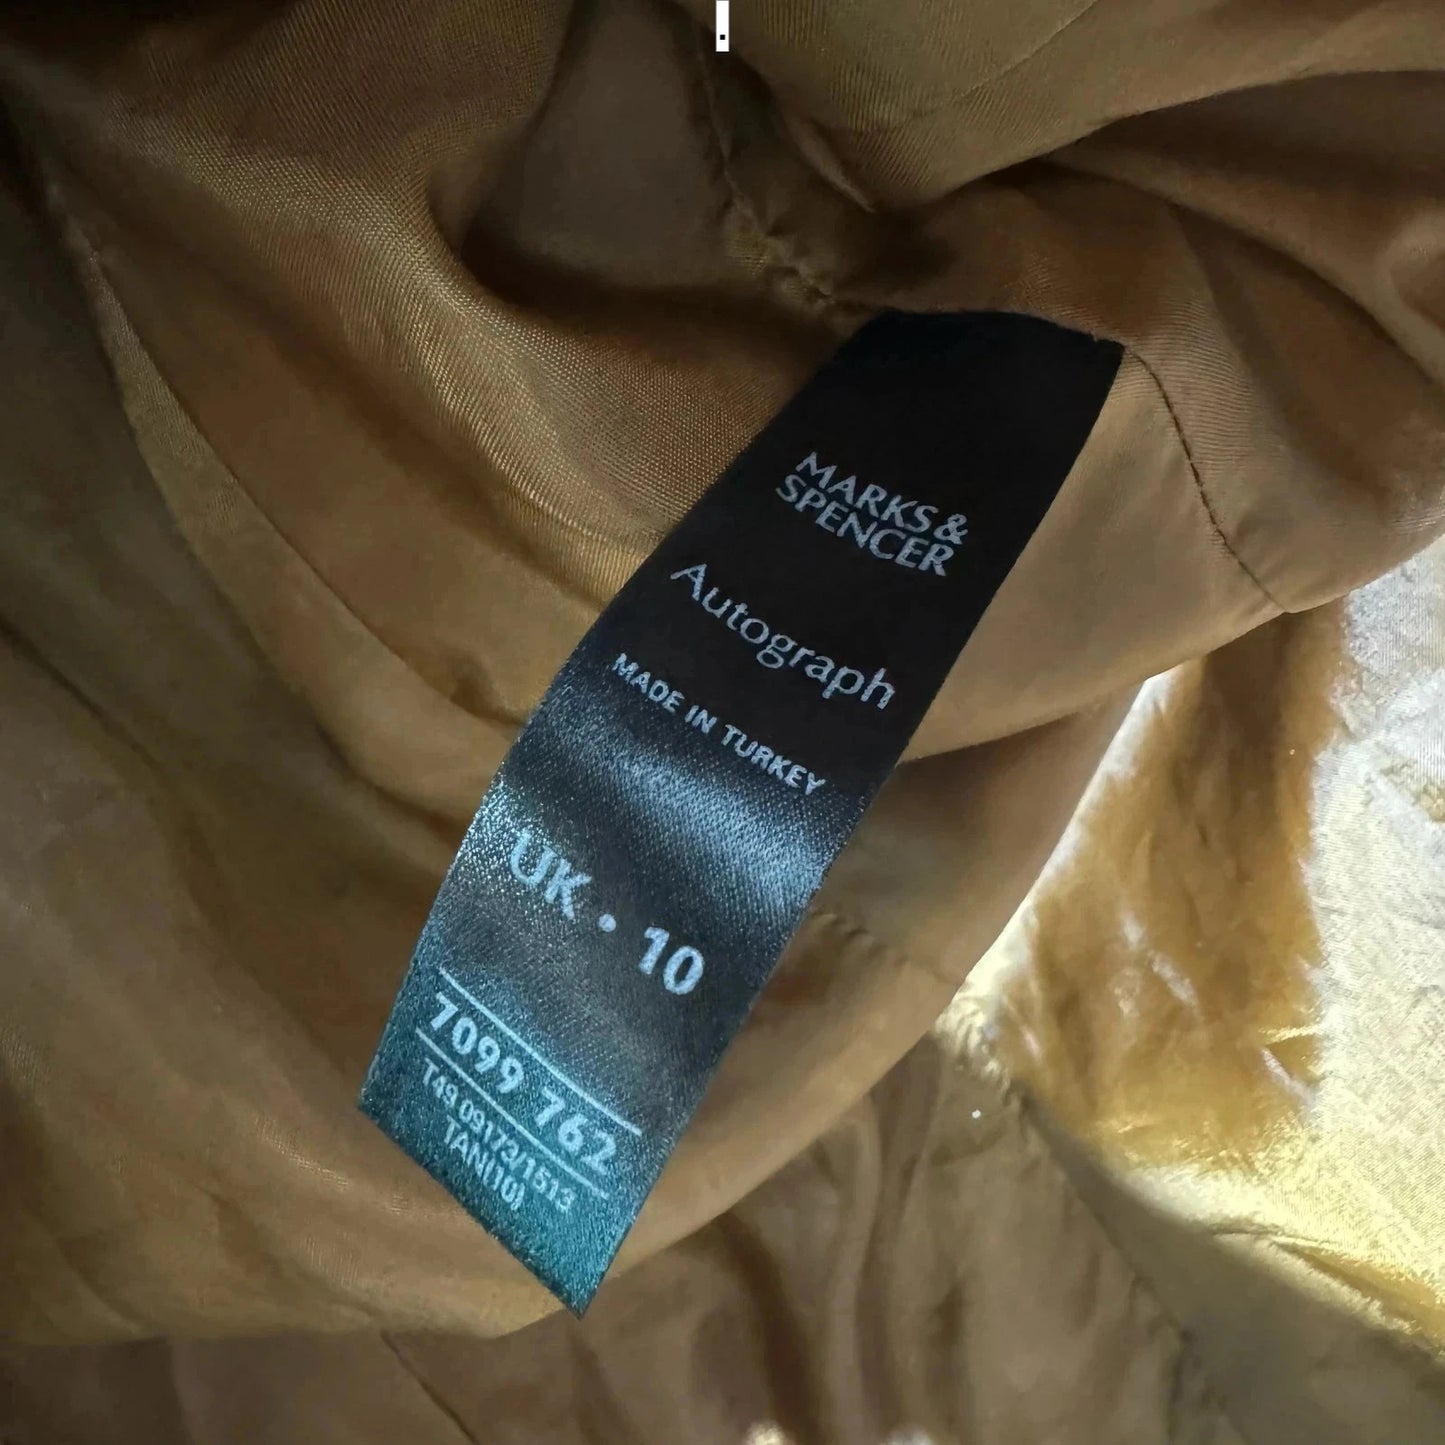 .
MARKS &
SPENCER
Autograph
MADE IN TURKEY
UK • 10
7099 762
T49 09173/1513
TAN(10)